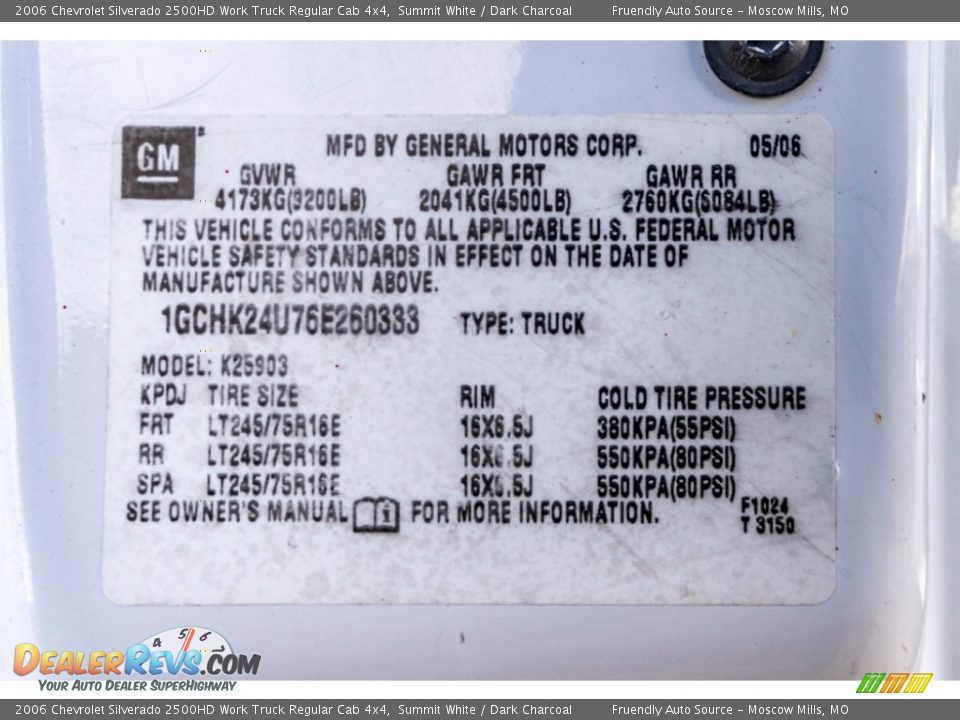 2006 Chevrolet Silverado 2500HD Work Truck Regular Cab 4x4, Summit White / Dark Charcoal Fruendly Auto Source - Moscow Mills, MO
GM MFD BY GENERAL MOTORS CORP. 05/06
GVWR GAWR FRT GAWR RR
4173KG(9200LB) 2041KG(4500LB) 2760KG(6084LB)
THIS VEHICLE CONFORMS TO ALL APPLICABLE U.S. FEDERAL MOTOR
VEHICLE SAFETY STANDARDS IN EFFECT ON THE DATE OF
MANUFACTURE SHOWN ABOVE.
1GCHK24U76E260333 TYPE: TRUCK
MODEL: K25903
KPDJ TIRE SIZE RIM COLD TIRE PRESSURE
FRT LT245/75R16E 16X6.5J 380KPA(55PSI)
RR LT245/75R16E 16X6.5J 550KPA(80PSI)
SPA LT245/75R16E 16X6.5J 550KPA(80PSI)
SEE OWNER'S MANUAL FOR MORE INFORMATION. F1024
T 3150
4 5 6
DealerRevs.com
Your Auto Dealer SuperHighway
2006 Chevrolet Silverado 2500HD Work Truck Regular Cab 4x4, Summit White / Dark Charcoal Fruendly Auto Source - Moscow Mills, MO